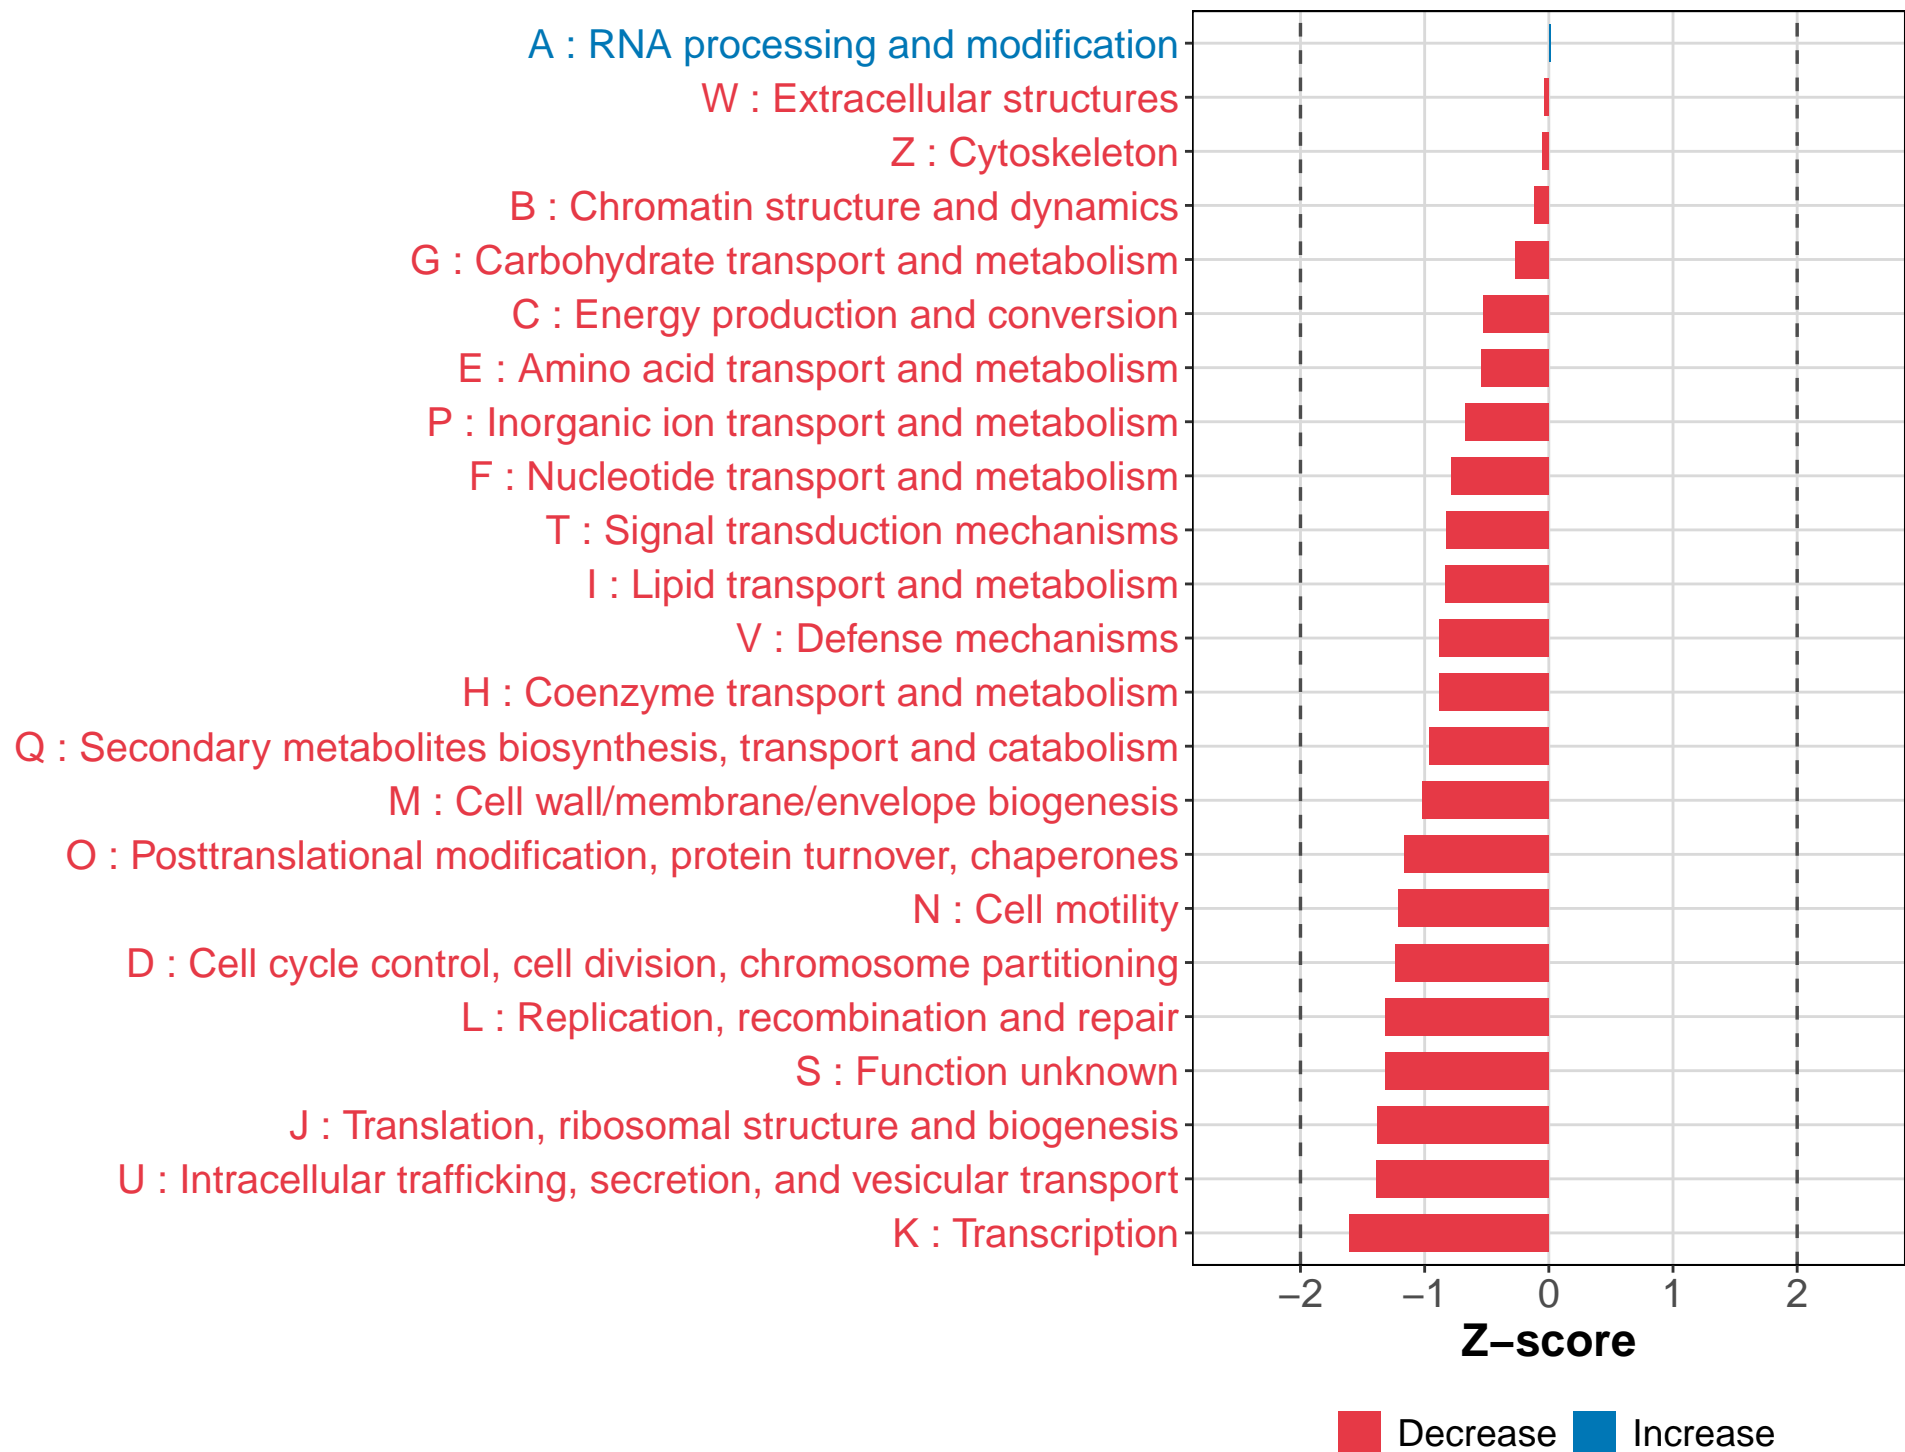 A : RNA processing and modification
W : Extracellular structures
Z : Cytoskeleton
B : Chromatin structure and dynamics
G : Carbohydrate transport and metabolism
C : Energy production and conversion
E : Amino acid transport and metabolism
P : Inorganic ion transport and metabolism
F : Nucleotide transport and metabolism
T : Signal transduction mechanisms
I : Lipid transport and metabolism
V : Defense mechanisms
H : Coenzyme transport and metabolism
Q : Secondary metabolites biosynthesis, transport and catabolism
M : Cell wall/membrane/envelope biogenesis
O : Posttranslational modification, protein turnover, chaperones
N : Cell motility
D : Cell cycle control, cell division, chromosome partitioning
L : Replication, recombination and repair
S : Function unknown
J : Translation, ribosomal structure and biogenesis
U : Intracellular trafficking, secretion, and vesicular transport
K : Transcription
−2 −1 0 1 2
Z−score
Decrease Increase